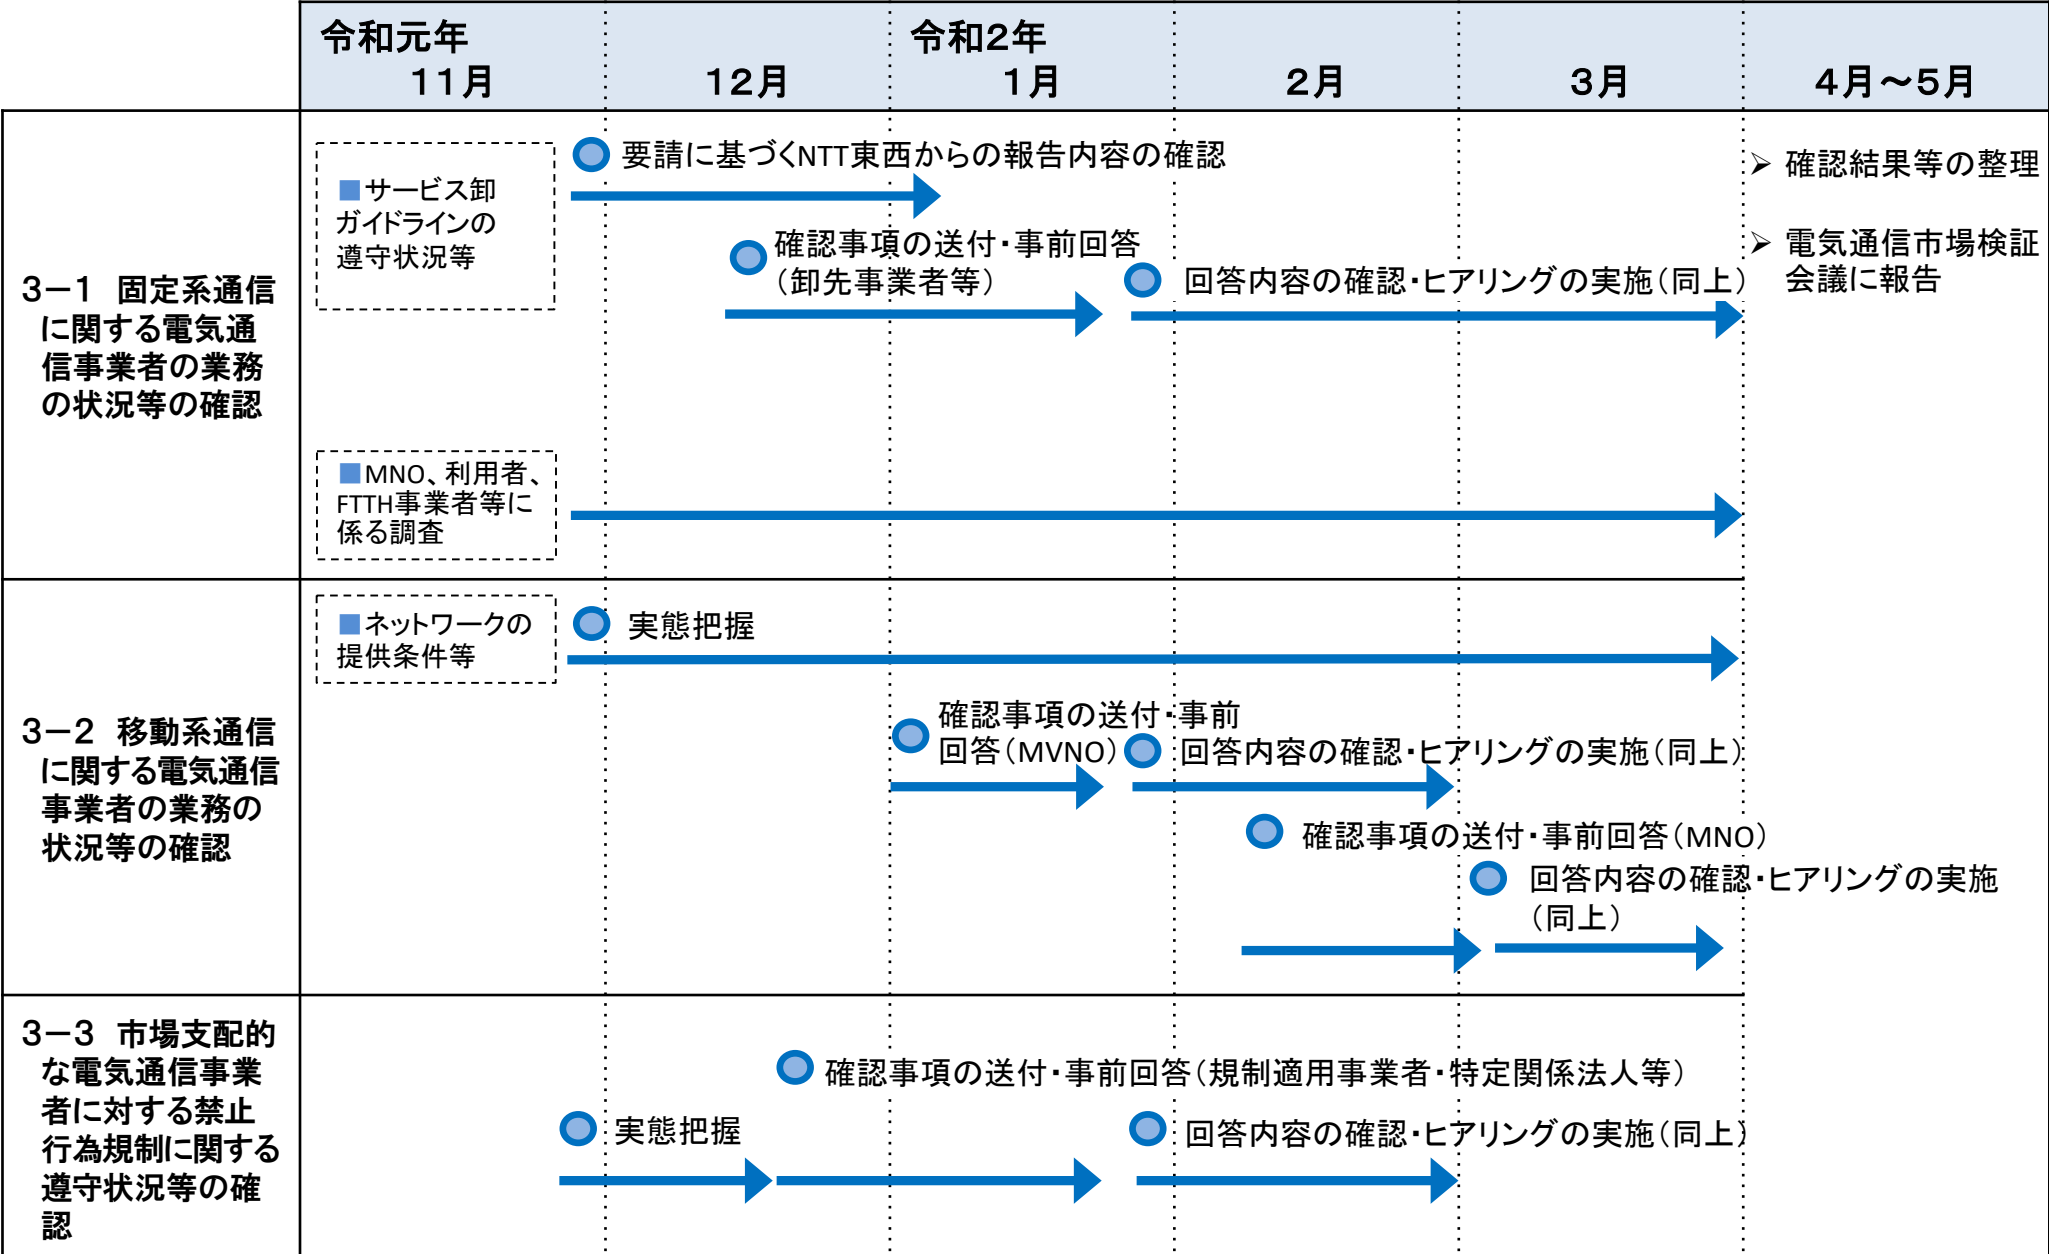 令和元年
11月
12月
令和2年
1月
2月
3月
4月～5月
3－1 固定系通信
に関する電気通
信事業者の業務
の状況等の確認
■サービス卸
ガイドラインの
遵守状況等
要請に基づくNTT東西からの報告内容の確認
確認事項の送付・事前回答
（卸先事業者等）
回答内容の確認・ヒアリングの実施（同上）
■MNO、利用者、
FTTH事業者等に
係る調査
➢ 確認結果等の整理
➢ 電気通信市場検証
会議に報告
3－2 移動系通信
に関する電気通信
事業者の業務の
状況等の確認
■ネットワークの
提供条件等
実態把握
確認事項の送付・事前
回答（MVNO）
回答内容の確認・ヒアリングの実施（同上）
確認事項の送付・事前回答（MNO）
回答内容の確認・ヒアリングの実施
（同上）
3－3 市場支配的
な電気通信事業
者に対する禁止
行為規制に関する
遵守状況等の確
認
確認事項の送付・事前回答（規制適用事業者・特定関係法人等）
実態把握
回答内容の確認・ヒアリングの実施（同上）